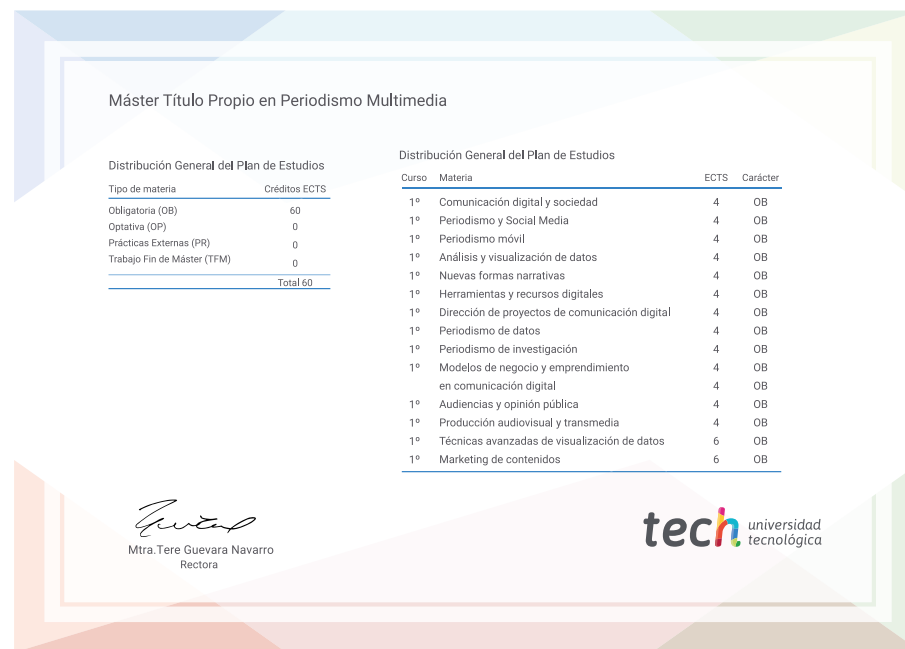 Máster Título Propio en Periodismo Multimedia
Distribución General del Plan de Estudios
Tipo de materia Créditos ECTS
Obligatoria (OB) 60
Optativa (OP) 0
Prácticas Externas (PR) 0
Trabajo Fin de Máster (TFM) 0
Total 60
Distribución General del Plan de Estudios
Curso Materia ECTS Carácter
1º Comunicación digital y sociedad 4 OB
1º Periodismo y Social Media 4 OB
1º Periodismo móvil 4 OB
1º Análisis y visualización de datos 4 OB
1º Nuevas formas narrativas 4 OB
1º Herramientas y recursos digitales 4 OB
1º Dirección de proyectos de comunicación digital 4 OB
1º Periodismo de datos 4 OB
1º Periodismo de investigación 4 OB
1º Modelos de negocio y emprendimiento 4 OB
en comunicación digital 4 OB
1º Audiencias y opinión pública 4 OB
1º Producción audiovisual y transmedia 4 OB
1º Técnicas avanzadas de visualización de datos 6 OB
1º Marketing de contenidos 6 OB
Mtra.Tere Guevara Navarro
Rectora
tech universidad
tecnológica